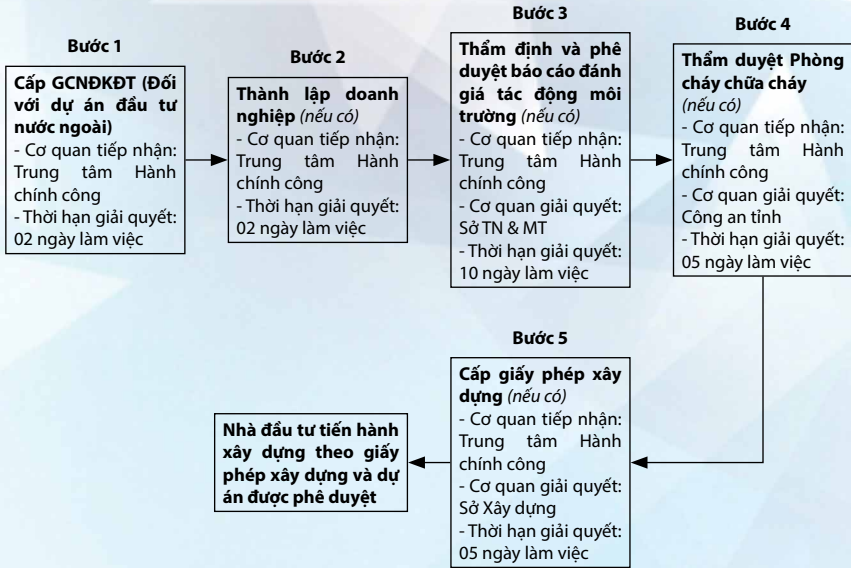 Bước 1
Cấp GCNĐKĐT (Đối
với dự án đầu tư
nước ngoài)
- Cơ quan tiếp nhận:
Trung tâm Hành
chính công
- Thời hạn giải quyết:
02 ngày làm việc
Bước 2
Thành lập doanh
nghiệp (nếu có)
- Cơ quan tiếp nhận:
Trung tâm Hành
chính công
- Thời hạn giải quyết:
02 ngày làm việc
Bước 3
Thẩm định và phê
duyệt báo cáo đánh
giá tác động môi
trường (nếu có)
- Cơ quan tiếp nhận:
Trung tâm Hành
chính công
- Cơ quan giải quyết:
Sở TN & MT
- Thời hạn giải quyết:
10 ngày làm việc
Bước 4
Thẩm duyệt Phòng
cháy chữa cháy
(nếu có)
- Cơ quan tiếp nhận:
Trung tâm Hành
chính công
- Cơ quan giải quyết:
Công an tỉnh
- Thời hạn giải quyết:
05 ngày làm việc
Bước 5
Cấp giấy phép xây
dựng (nếu có)
- Cơ quan tiếp nhận:
Trung tâm Hành
chính công
- Cơ quan giải quyết:
Sở Xây dựng
- Thời hạn giải quyết:
05 ngày làm việc
Nhà đầu tư tiến hành
xây dựng theo giấy
phép xây dựng và dự
án được phê duyệt